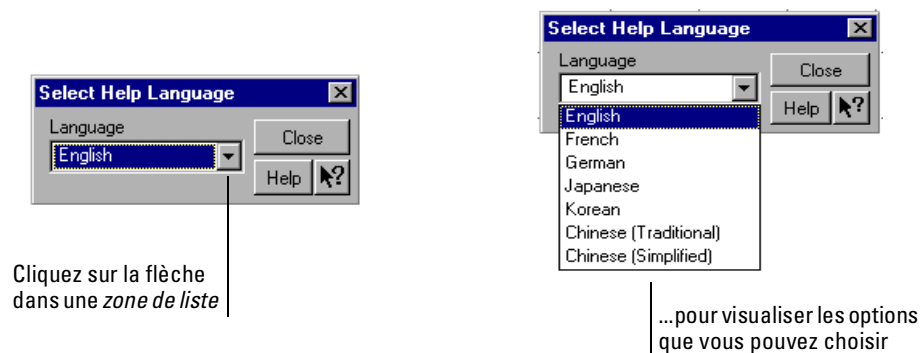 Select Help Language
Language
English
Close
Help
?
Cliquez sur la flèche
dans une zone de liste
Select Help Language
Language
English
Close
Help
?
English
French
German
Japanese
Korean
Chinese (Traditional)
Chinese (Simplified)
...pour visualiser les options
que vous pouvez choisir